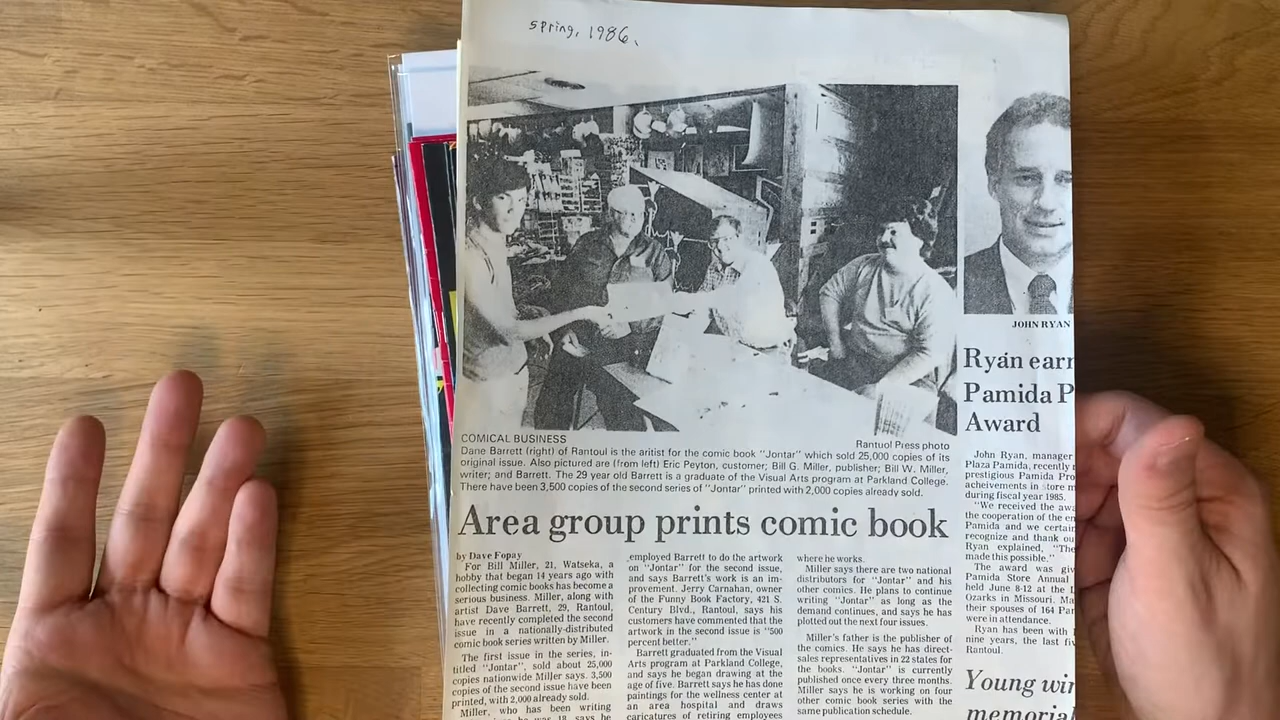 spring, 1986.
COMICAL BUSINESS
Rantuol Press photo
Dane Barrett (right) of Rantoul is the aritist for the comic book "Jontar" which sold 25,000 copies of its
original issue. Also pictured are (from left) Eric Peyton, customer; Bill G. Miller, publisher; Bill W. Miller,
writer; and Barrett. The 29 year old Barrett is a graduate of the Visual Arts program at Parkland College.
There have been 3,500 copies of the second series of "Jontar" printed with 2,000 copies already sold.
Area group prints comic book
by Dave Fopay
For Bill Miller, 21, Watseka, a
hobby that began 14 years ago with
collecting comic books has become a
serious business. Miller, along with
artist Dave Barrett, 29, Rantoul,
have recently completed the second
issue in a nationally-distributed
comic book series written by Miller.
The first issue in the series, in-
titled "Jontar", sold about 25,000
copies nationwide Miller says. 3,500
copies of the second issue have been
printed, with 2,000 already sold.
Miller, who has been writing
he was 18, says he
employed Barrett to do the artwork
on "Jontar" for the second issue,
and says Barrett's work is an im-
provement. Jerry Carnahan, owner
of the Funny Book Factory, 421 S.
Century Blvd., Rantoul, says his
customers have commented that the
artwork in the second issue is "500
percent better."
Barrett graduated from the Visual
Arts program at Parkland College,
and says he began drawing at the
age of five. Barrett says he has done
paintings for the wellness center at
an area hospital and draws
caricatures of retiring employees
where he works.
Miller says there are two national
distributors for "Jontar" and his
other comics. He plans to continue
writing "Jontar" as long as the
demand continues, and says he has
plotted out the next four issues.
Miller's father is the publisher of
the comics. He says he has direct-
sales representatives in 22 states for
the books. "Jontar" is currently
published once every three months.
Miller says he is working on four
other comic book series with the
same publication schedule.
JOHN RYAN
Ryan earn
Pamida P
Award
John Ryan, manager
Plaza Pamida, recently
prestigious Pamida Pro
acheivements in store m
during fiscal year 1985.
"We received the awa
the cooperation of the en
Pamida and we certain
recognize and thank ou
Ryan explained, "The
made this possible."
The award was giv
Pamida Store Annual
held June 8-12 at the L
Ozarks in Missouri. Ma
their spouses of 164 Par
were in attendance.
Ryan has been with
nine years, the last fiv
Rantoul.
Young win
memorial